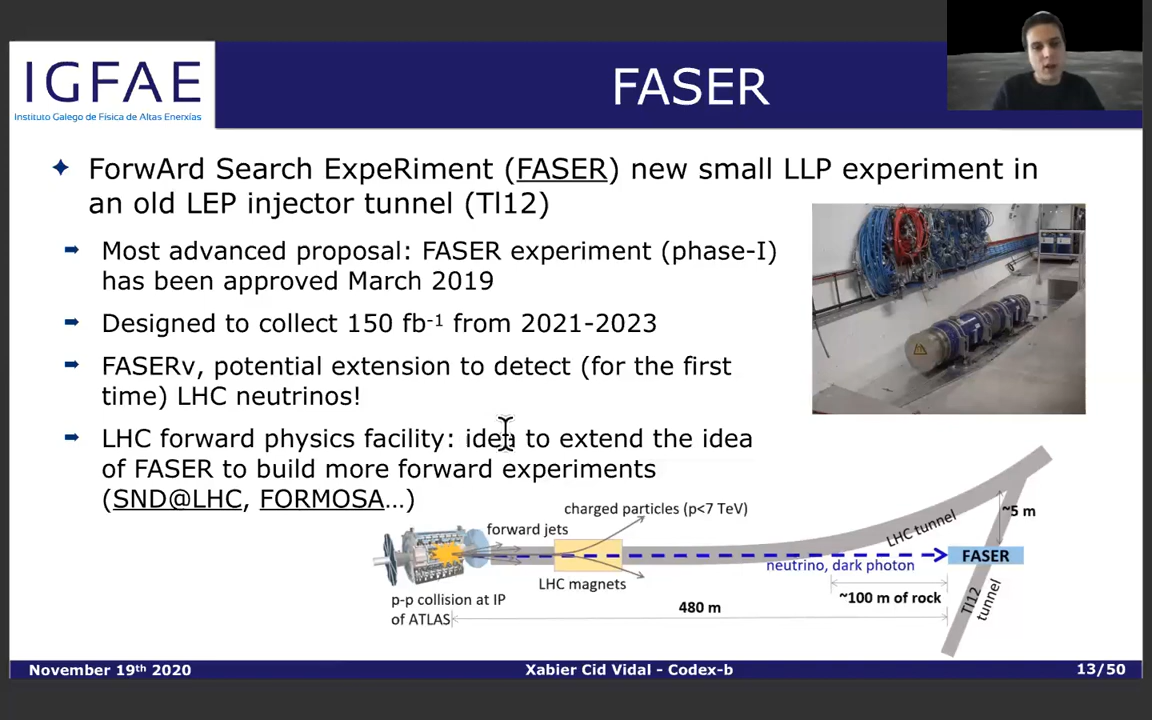 IGFAE
Instituto Galego de Física de Altas Enerxías
FASER
ForwArd Search ExpeRiment (FASER) new small LLP experiment in
an old LEP injector tunnel (Tl12)
Most advanced proposal: FASER experiment (phase-I)
has been approved March 2019
Designed to collect 150 fb⁻¹ from 2021-2023
FASERν, potential extension to detect (for the first
time) LHC neutrinos!
LHC forward physics facility: idea to extend the idea
of FASER to build more forward experiments
(SND@LHC, FORMOSA…)
charged particles (p<7 TeV)
forward jets
LHC tunnel
~5 m
FASER
neutrino, dark photon
LHC magnets
~100 m of rock
p-p collision at IP
of ATLAS
480 m
TI12
tunnel
November 19ᵗʰ 2020
Xabier Cid Vidal - Codex-b
13/50